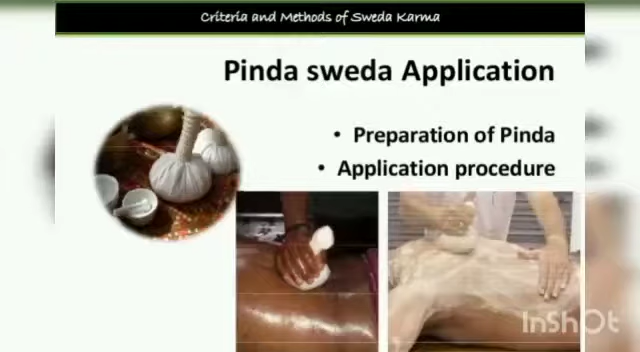 Criteria and Methods of Sweda Karma
Pinda sweda Application
• Preparation of Pinda
• Application procedure
InShOt